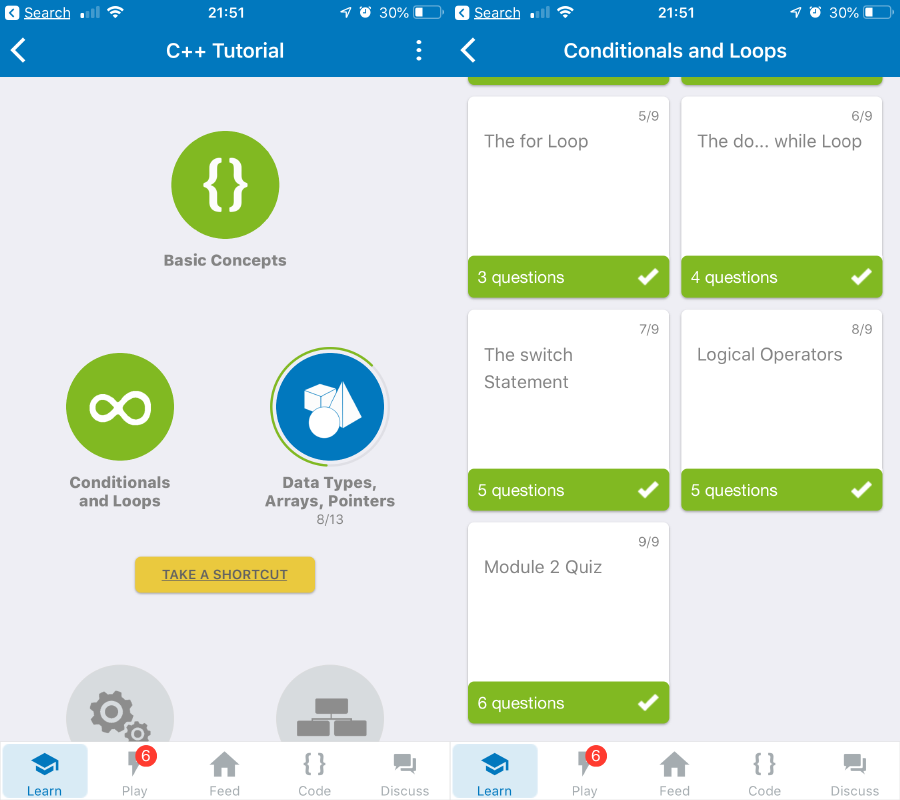 Search
21:51
30%
C++ Tutorial
{}
Basic Concepts
Conditionals
and Loops
Data Types,
Arrays, Pointers
8/13
TAKE A SHORTCUT
6
Learn
Play
Feed
{ }
Code
Discuss
Search
21:51
30%
Conditionals and Loops
5/9
The for Loop
3 questions
6/9
The do... while Loop
4 questions
7/9
The switch
Statement
5 questions
8/9
Logical Operators
5 questions
9/9
Module 2 Quiz
6 questions
6
Learn
Play
Feed
{ }
Code
Discuss